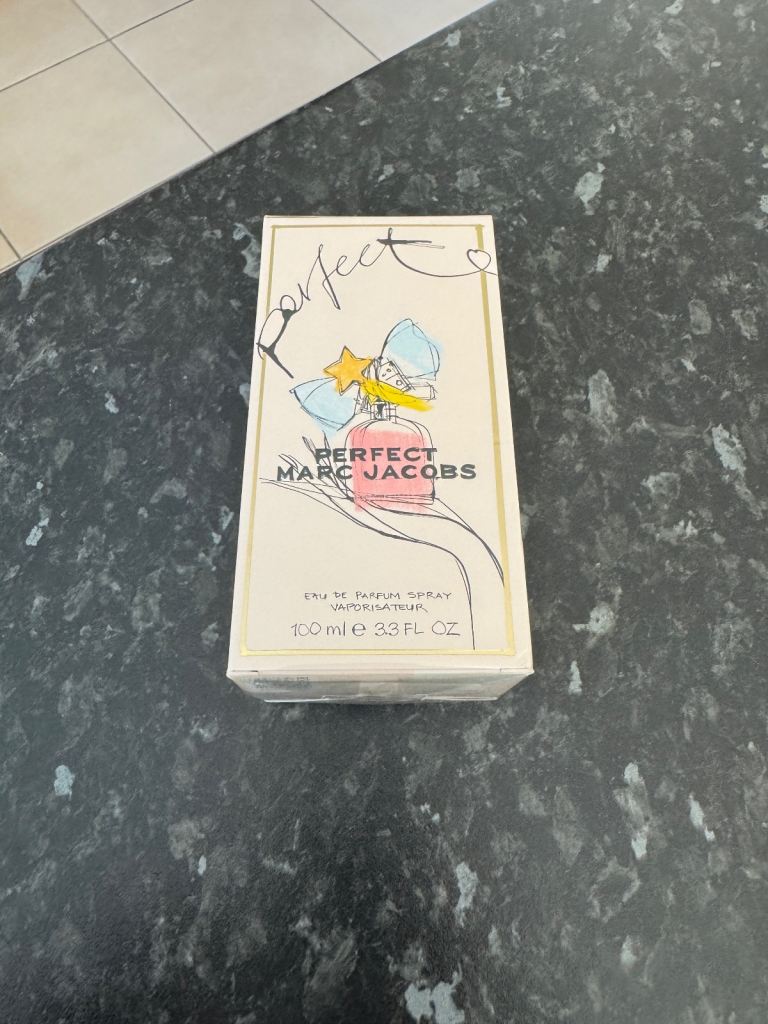 perfect
PERFECT
MARC JACOBS
EAU DE PARFUM SPRAY
VAPORISATEUR
100 ml e 3.3 FL OZ